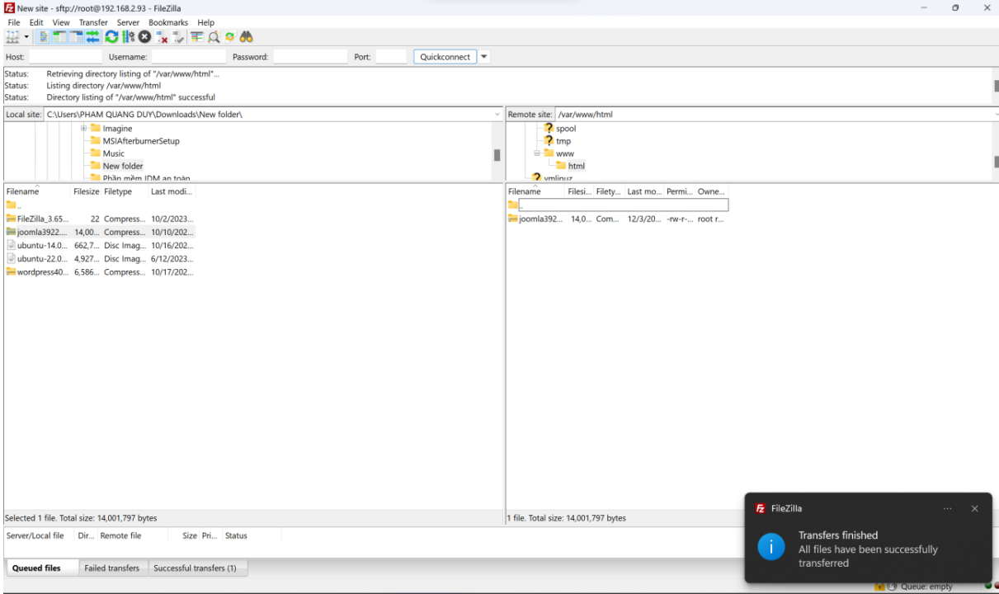 New site - sftp://root@192.168.2.93 - FileZilla
File Edit View Transfer Server Bookmarks Help
Host: Username: Password: Port: Quickconnect
Status: Retrieving directory listing of "/var/www/html"...
Status: Listing directory /var/www/html
Status: Directory listing of "/var/www/html" successful
Local site: C:\Users\PHAM QUANG DUY\Downloads\New folder\
Imagine
MSIAfterburnerSetup
Music
New folder
Phần mềm IDM an toàn
Remote site: /var/www/html
spool
tmp
www
html
vmlinuz
Filename Filesize Filetype Last modi...
..
FileZilla_3.65... 22 Compress... 10/2/2023...
joomla3922.... 14,00... Compress... 10/10/202...
ubuntu-14.0... 662,7... Disc Imag... 10/16/202...
ubuntu-22.0... 4,927... Disc Imag... 6/12/2023...
wordpress40... 6,586... Compress... 10/17/202...
Selected 1 file. Total size: 14,001,797 bytes
Filename Filesi... Filety... Last mo... Permi... Owne...
..
joomla392... 14,0... Com... 12/3/20... -rw-r-... root r...
1 file. Total size: 14,001,797 bytes
Server/Local file Dir... Remote file Size Pri... Status
Queued files Failed transfers Successful transfers (1)
FileZilla
Transfers finished
All files have been successfully
transferred
Queue: empty